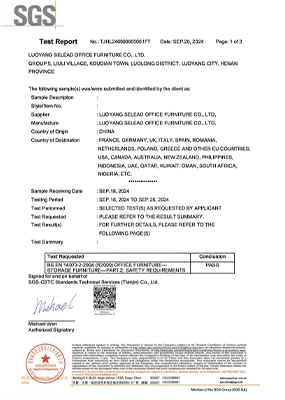 SGS
Test Report No. : TJHL240900805901FT Date: SEP.26, 2024 Page: 1 of 3
LUOYANG SELEAD OFFICE FURNITURE CO., LTD.
GROUP 5, LIULI VILLAGE, KOUDIAN TOWN, LUOLONG DISTRICT, LUOYANG CITY, HENAN
PROVINCE
The following sample(s) was/were submitted and identified by the client as:
Sample Description :
Style/Item No. :
Supplier : LUOYANG SELEAD OFFICE FURNITURE CO., LTD.
Manufacture : LUOYANG SELEAD OFFICE FURNITURE CO., LTD.
Country of Origin : CHINA
Country of Destination : FRANCE, GERMANY, UK, ITALY, SPAIN, ROMANIA,
NETHERLANDS, POLAND, GREECE AND OTHER EU COUNTRIES;
USA, CANADA, AUSTRALIA, NEW ZEALAND, PHILIPPINES,
INDONESIA, UAE, QATAR, KUWAIT, OMAN, SOUTH AFRICA,
NIGERIA, ETC.
**************
Sample Receiving Date : SEP.18, 2024
Testing Period : SEP.18, 2024 TO SEP.26, 2024
Test Performed : SELECTED TEST(S) AS REQUESTED BY APPLICANT
Test Requested : PLEASE REFER TO THE RESULT SUMMARY.
Test Result(s) : FOR FURTHER DETAILS, PLEASE REFER TO THE
FOLLOWING PAGE(S)
Test Summary :
Test Requested Conclusion
BS EN 14073-2-2004 (R2009) OFFICE FURNITURE— PASS
STORAGE FURNITURE—PART 2: SAFETY REQUIREMENTS
Signed for and on behalf of
SGS-CSTC Standards Technical Services (Tianjin) Co., Ltd.
Michael
Michael Wen
Authorized Signatory
Member of the SGS Group (SGS SA)